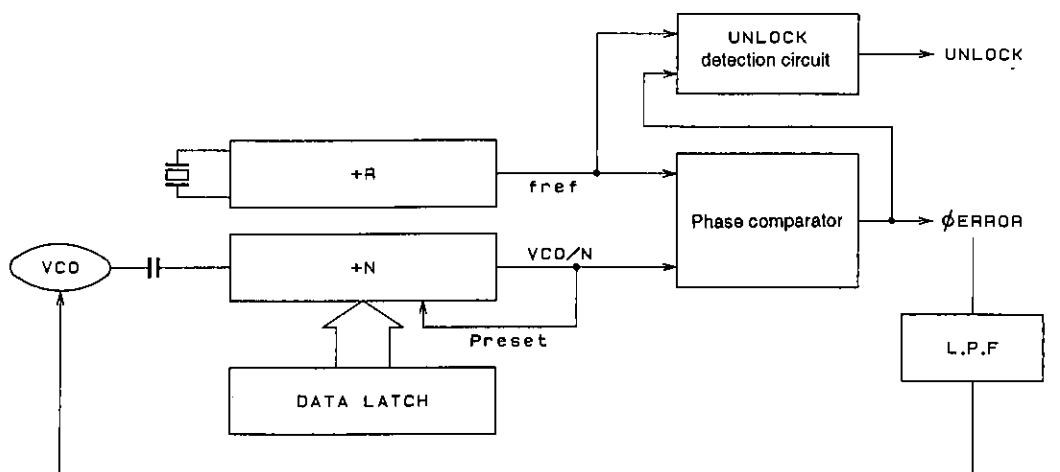 UNLOCK
detection circuit
UNLOCK
+R
fref
Phase comparator
φERROR
VCO
+N
VCO/N
Preset
L.P.F
DATA LATCH